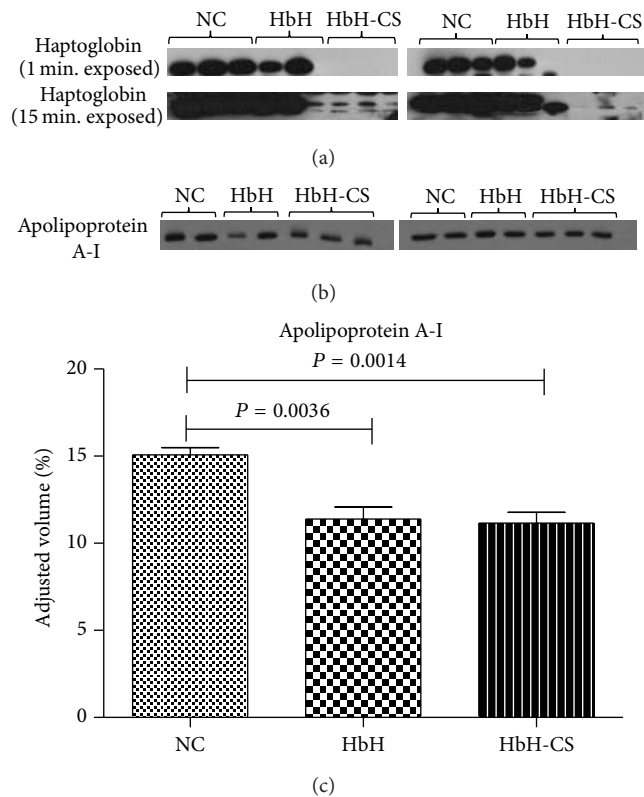 NC HbH HbH-CS NC HbH HbH-CS
Haptoglobin
(1 min. exposed)
Haptoglobin
(15 min. exposed)
(a)
NC HbH HbH-CS NC HbH HbH-CS
Apolipoprotein
A-I
(b)
Apolipoprotein A-I
P = 0.0014
P = 0.0036
20
15
10
5
0
Adjusted volume (%)
NC HbH HbH-CS
(c)